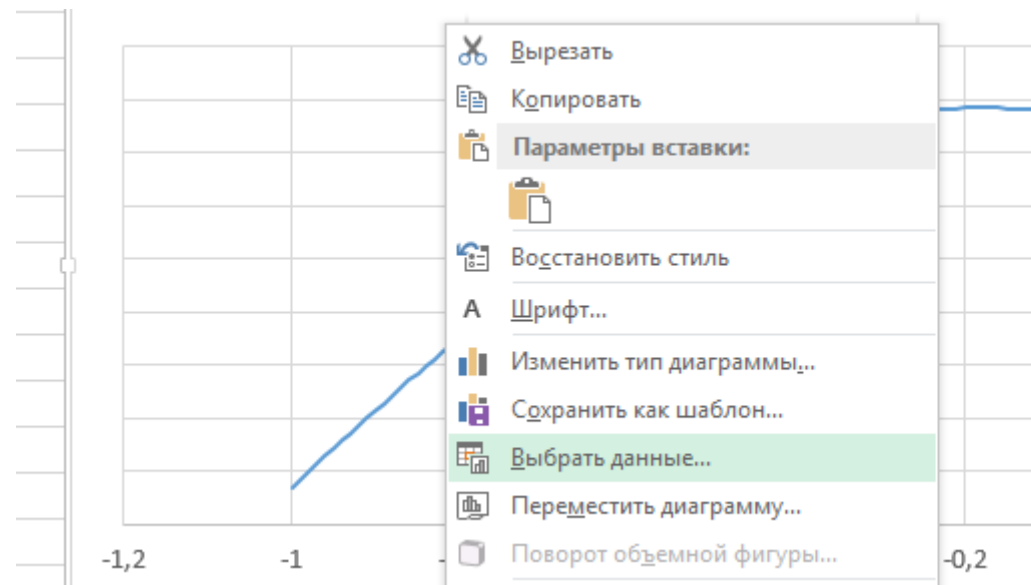 Вырезать
Копировать
Параметры вставки:
Восстановить стиль
А Шрифт...
Изменить тип диаграммы...
Сохранить как шаблон...
Выбрать данные...
Переместить диаграмму...
Поворот объемной фигуры...
-1,2 -1 -0,2